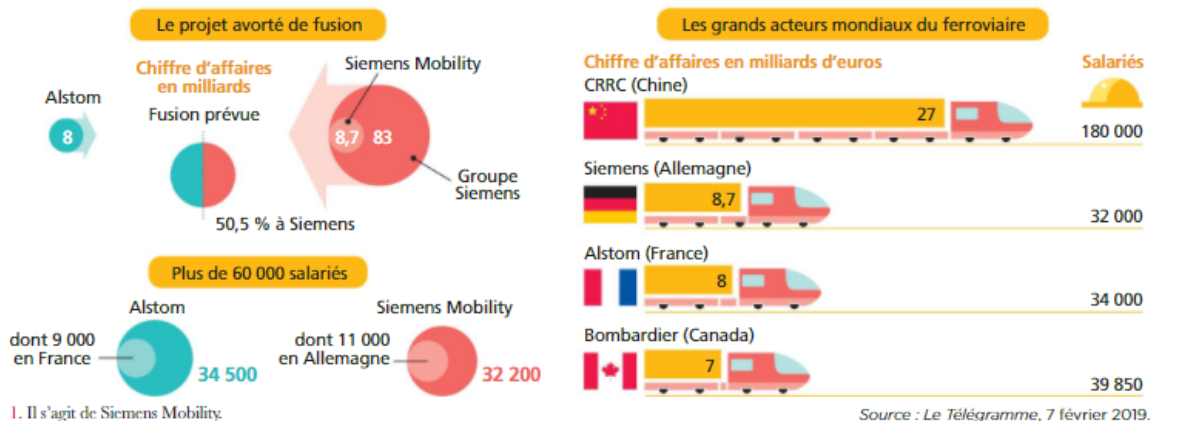 Le projet avorté de fusion
Chiffre d'affaires
en milliards
Siemens Mobility
Alstom
Fusion prévue
8
8,7
83
Groupe
Siemens
50,5 % à Siemens
Plus de 60 000 salariés
Alstom
dont 9 000
en France
34 500
Siemens Mobility
dont 11 000
en Allemagne
32 200
1. Il s'agit de Siemens Mobility.
Les grands acteurs mondiaux du ferroviaire
Chiffre d'affaires en milliards d'euros
Salariés
CRRC (Chine)
27
180 000
Siemens (Allemagne)
8,7
32 000
Alstom (France)
8
34 000
Bombardier (Canada)
7
39 850
Source : Le Télégramme, 7 février 2019.